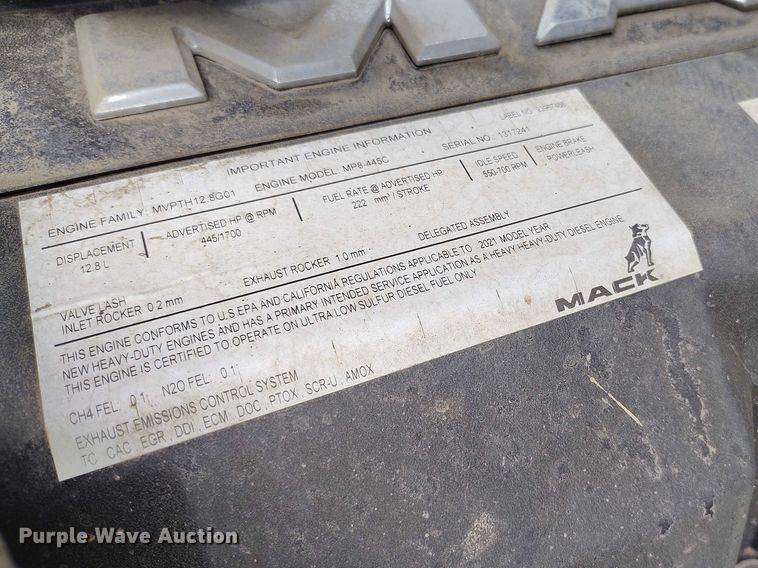 IMPORTANT ENGINE INFORMATION
LABEL NO.
ENGINE FAMILY: MVPTH12.8G01 ENGINE MODEL: MP8-445C SERIAL NO: 1317241
DISPLACEMENT
12.8 L
ADVERTISED HP @ RPM
445/1700
FUEL RATE @ ADVERTISED HP
222 mm³ / STROKE
IDLE SPEED
550-700 RPM
ENGINE BRAKE
POWERLEASH
VALVE LASH
INLET ROCKER 0.2 mm EXHAUST ROCKER 1.0 mm DELEGATED ASSEMBLY
THIS ENGINE CONFORMS TO U.S EPA AND CALIFORNIA REGULATIONS APPLICABLE TO 2021 MODEL YEAR
NEW HEAVY-DUTY ENGINES AND HAS A PRIMARY INTENDED SERVICE APPLICATION AS A HEAVY HEAVY-DUTY DIESEL ENGINE
THIS ENGINE IS CERTIFIED TO OPERATE ON ULTRA LOW SULFUR DIESEL FUEL ONLY
MACK
CH4 FEL: 0.1; N2O FEL: 0.1;
EXHAUST EMISSIONS CONTROL SYSTEM
TC, CAC, EGR, DDI, ECM, DOC, PTOX, SCR-U, AMOX
Purple Wave Auction